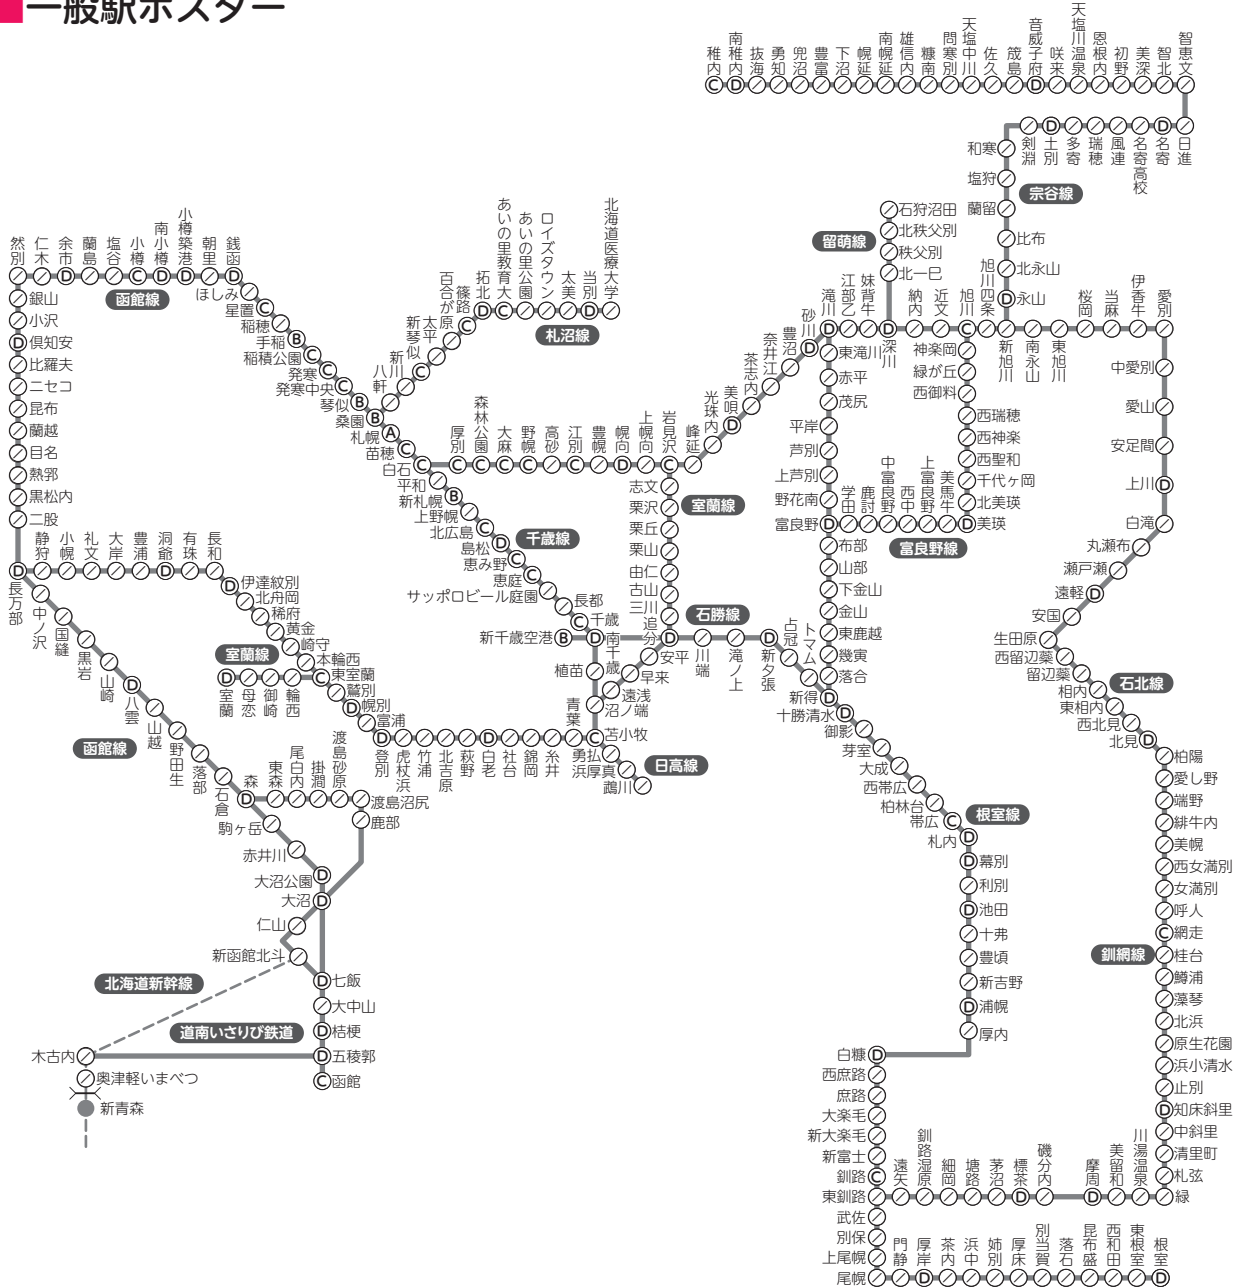 一般駅ポスター
稚内
南稚内
抜海
勇知
兜沼
豊富
下沼
幌延
南幌延
雄信内
糠南
問寒別
天塩中川
佐久
筬島
音威子府
咲来
天塩川温泉
恩根内
初野
美深
智北
智恵文
C D D
剣淵
士別
多寄
瑞穂
風連
名寄高校
名寄
日進
D D
和寒
塩狩
宗谷線
蘭留
比布
北永山
永山
D
留萌線
石狩沼田
北秩父別
秩父別
北一已
然別
仁木
余市
蘭島
塩谷
小樽
南小樽
小樽築港
朝里
銭函
D C D D D
函館線
ほしみ
星置
稲穂
手稲
稲積公園
発寒
発寒中央
琴似
桑園
札幌
苗穂
白石
C B C C C B B A C C
八軒
新川
新琴似
太平
百合が原
篠路
拓北
あいの里教育大
あいの里公園
ロイズタウン
太美
当別
北海道医療大学
C C D C D
札沼線
銀山
小沢
倶知安
比羅夫
ニセコ
昆布
蘭越
目名
熱郛
黒松内
二股
D
厚別
森林公園
大麻
野幌
高砂
江別
豊幌
幌向
上幌向
岩見沢
峰延
光珠内
美唄
茶志内
奈井江
豊沼
砂川
滝川
江部乙
妹背牛
深川
納内
近文
旭川
旭川四条
新旭川
南永山
東旭川
桜岡
当麻
伊香牛
愛別
C C C C C D C D D D D C
東滝川
赤平
茂尻
平岸
芦別
上芦別
野花南
富良野
D
神楽岡
緑が丘
西御料
西瑞穂
西神楽
西聖和
千代ヶ岡
北美瑛
美瑛
D
学田
鹿討
中富良野
西中
上富良野
美馬牛
富良野線
中愛別
愛山
安足間
上川
白滝
丸瀬布
瀬戸瀬
遠軽
安国
生田原
西留辺蘂
留辺蘂
相内
東相内
西北見
北見
D D D
石北線
平和
新札幌
上野幌
北広島
島松
恵み野
恵庭
サッポロビール庭園
長都
千歳
B C D C C C
千歳線
新千歳空港
B D
南千歳
植苗
志文
栗沢
栗丘
栗山
由仁
古山
三川
追分
D
室蘭線
石勝線
安平
早来
遠浅
沼ノ端
川端
滝ノ上
新夕張
占冠
トマム
D
布部
山部
下金山
金山
東鹿越
幾寅
落合
新得
十勝清水
御影
芽室
大成
西帯広
柏林台
帯広
札内
D D C D
根室線
長万部
D
静狩
小幌
礼文
大岸
豊浦
洞爺
有珠
長和
伊達紋別
北舟岡
稀府
黄金
崎守
本輪西
東室蘭
鷲別
幌別
富浦
D D C D
室蘭線
室蘭
母恋
御崎
輪西
D
登別
虎杖浜
竹浦
北吉原
萩野
白老
社台
錦岡
糸井
青葉
苫小牧
D D C
勇払
浜厚真
鵡川
日高線
中ノ沢
国縫
黒岩
山崎
八雲
山越
野田生
落部
石倉
森
D D
函館線
東森
尾白内
掛澗
渡島砂原
渡島沼尻
鹿部
駒ヶ岳
赤井川
大沼公園
大沼
仁山
新函館北斗
七飯
大中山
桔梗
五稜郭
函館
D D D D D C
北海道新幹線
道南いさりび鉄道
木古内
奥津軽いまべつ
新青森
幕別
利別
池田
十弗
豊頃
新吉野
浦幌
厚内
D D D
白糠
西庶路
庶路
大楽毛
新大楽毛
新富士
釧路
東釧路
武佐
別保
上尾幌
尾幌
D C
遠矢
釧路湿原
細岡
塘路
茅沼
標茶
磯分内
摩周
美留和
川湯温泉
緑
D D
門静
厚岸
茶内
浜中
姉別
厚床
別当賀
落石
昆布盛
西和田
東根室
根室
D D
柏陽
愛し野
端野
緋牛内
美幌
西女満別
女満別
呼人
網走
桂台
鱒浦
藻琴
北浜
原生花園
浜小清水
止別
知床斜里
中斜里
清里町
札弦
C D
釧網線